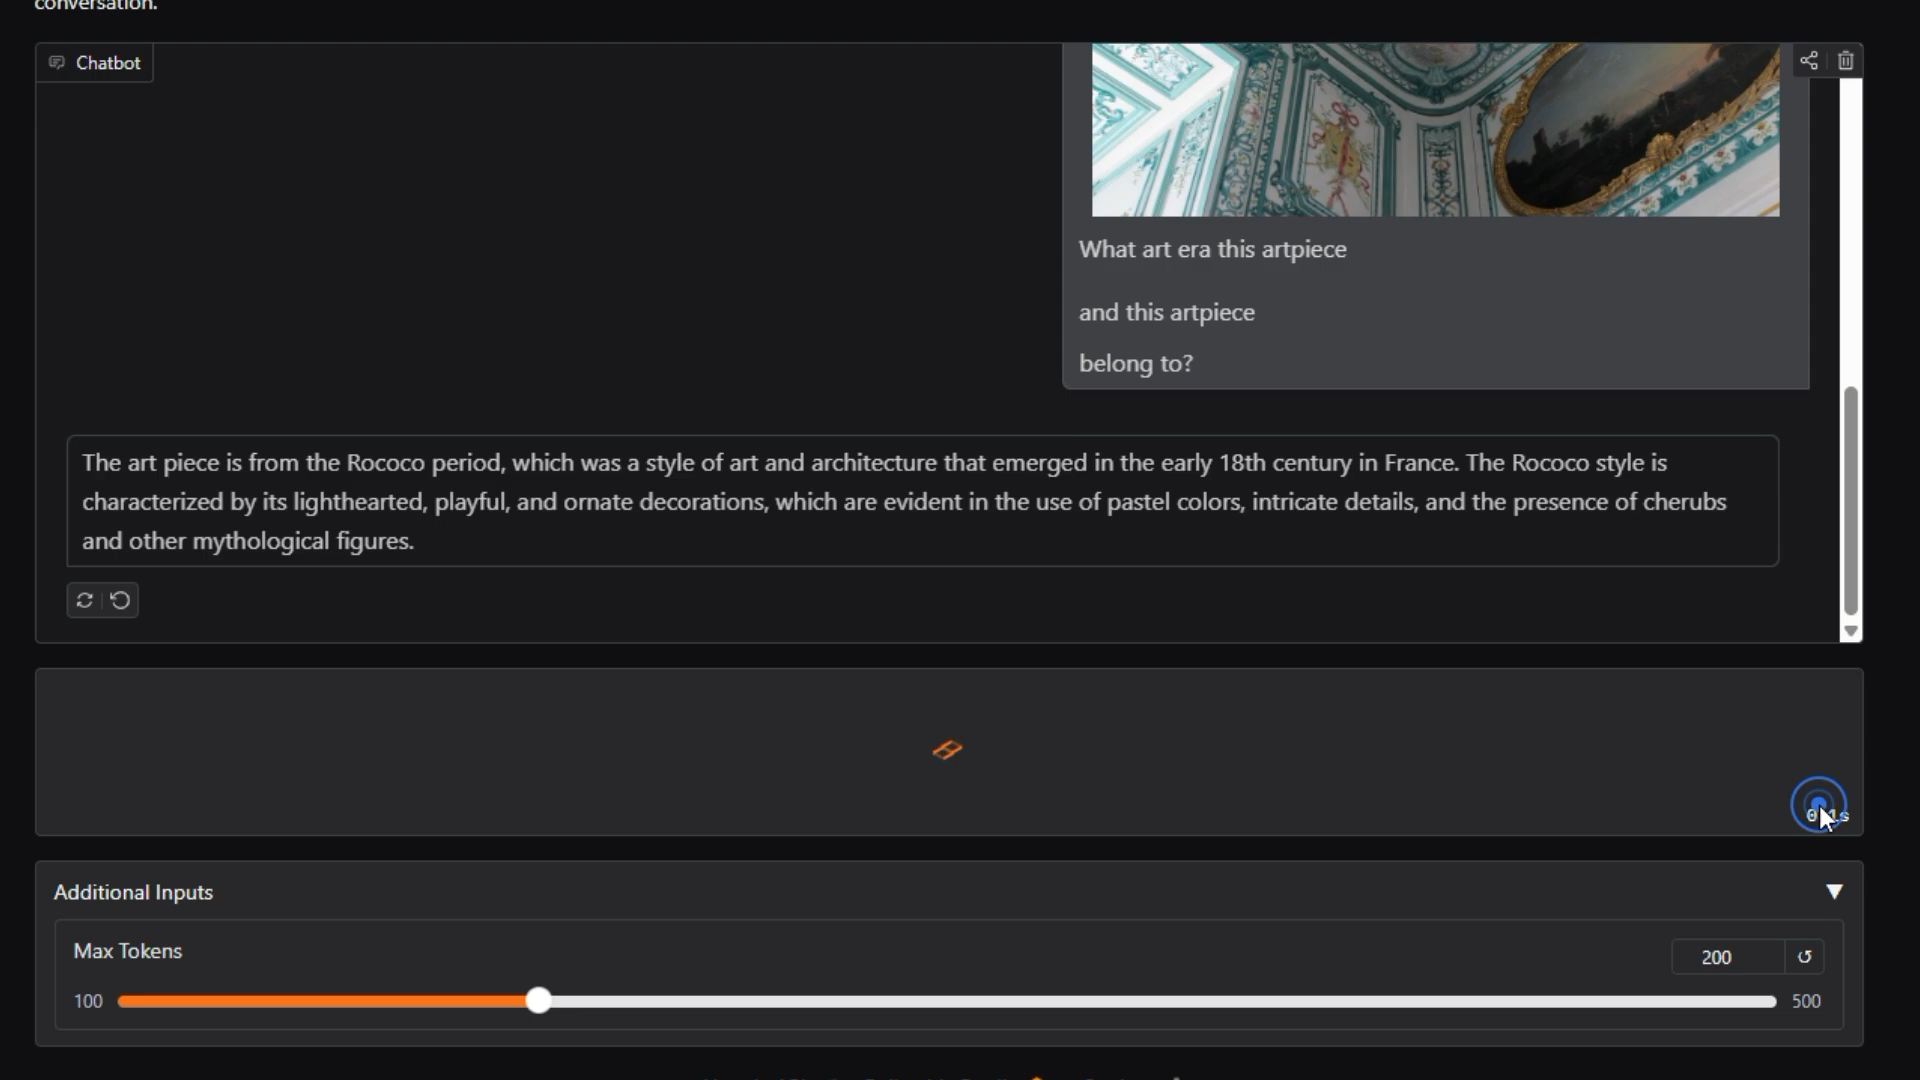 conversation.
Chatbot
What art era this artpiece
and this artpiece
belong to?
The art piece is from the Rococo period, which was a style of art and architecture that emerged in the early 18th century in France. The Rococo style is
characterized by its lighthearted, playful, and ornate decorations, which are evident in the use of pastel colors, intricate details, and the presence of cherubs
and other mythological figures.
Additional Inputs
Max Tokens
200
100
500